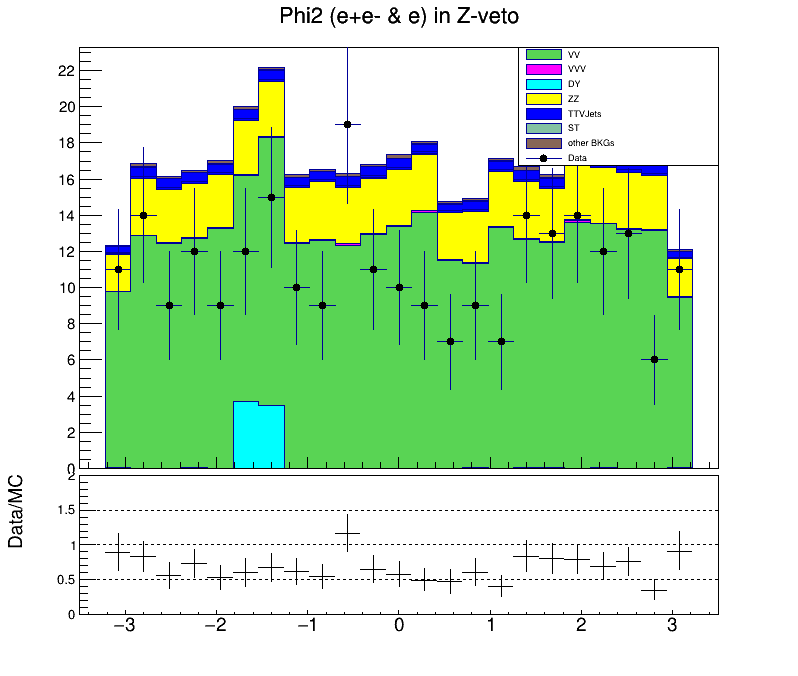 Phi2 (e+e- & e) in Z-veto
22
20
18
16
14
12
10
8
6
4
2
0
VV
VVV
DY
ZZ
TTVJets
ST
other BKGs
Data
Data/MC
2
1.5
1
0.5
0
−3 −2 −1 0 1 2 3